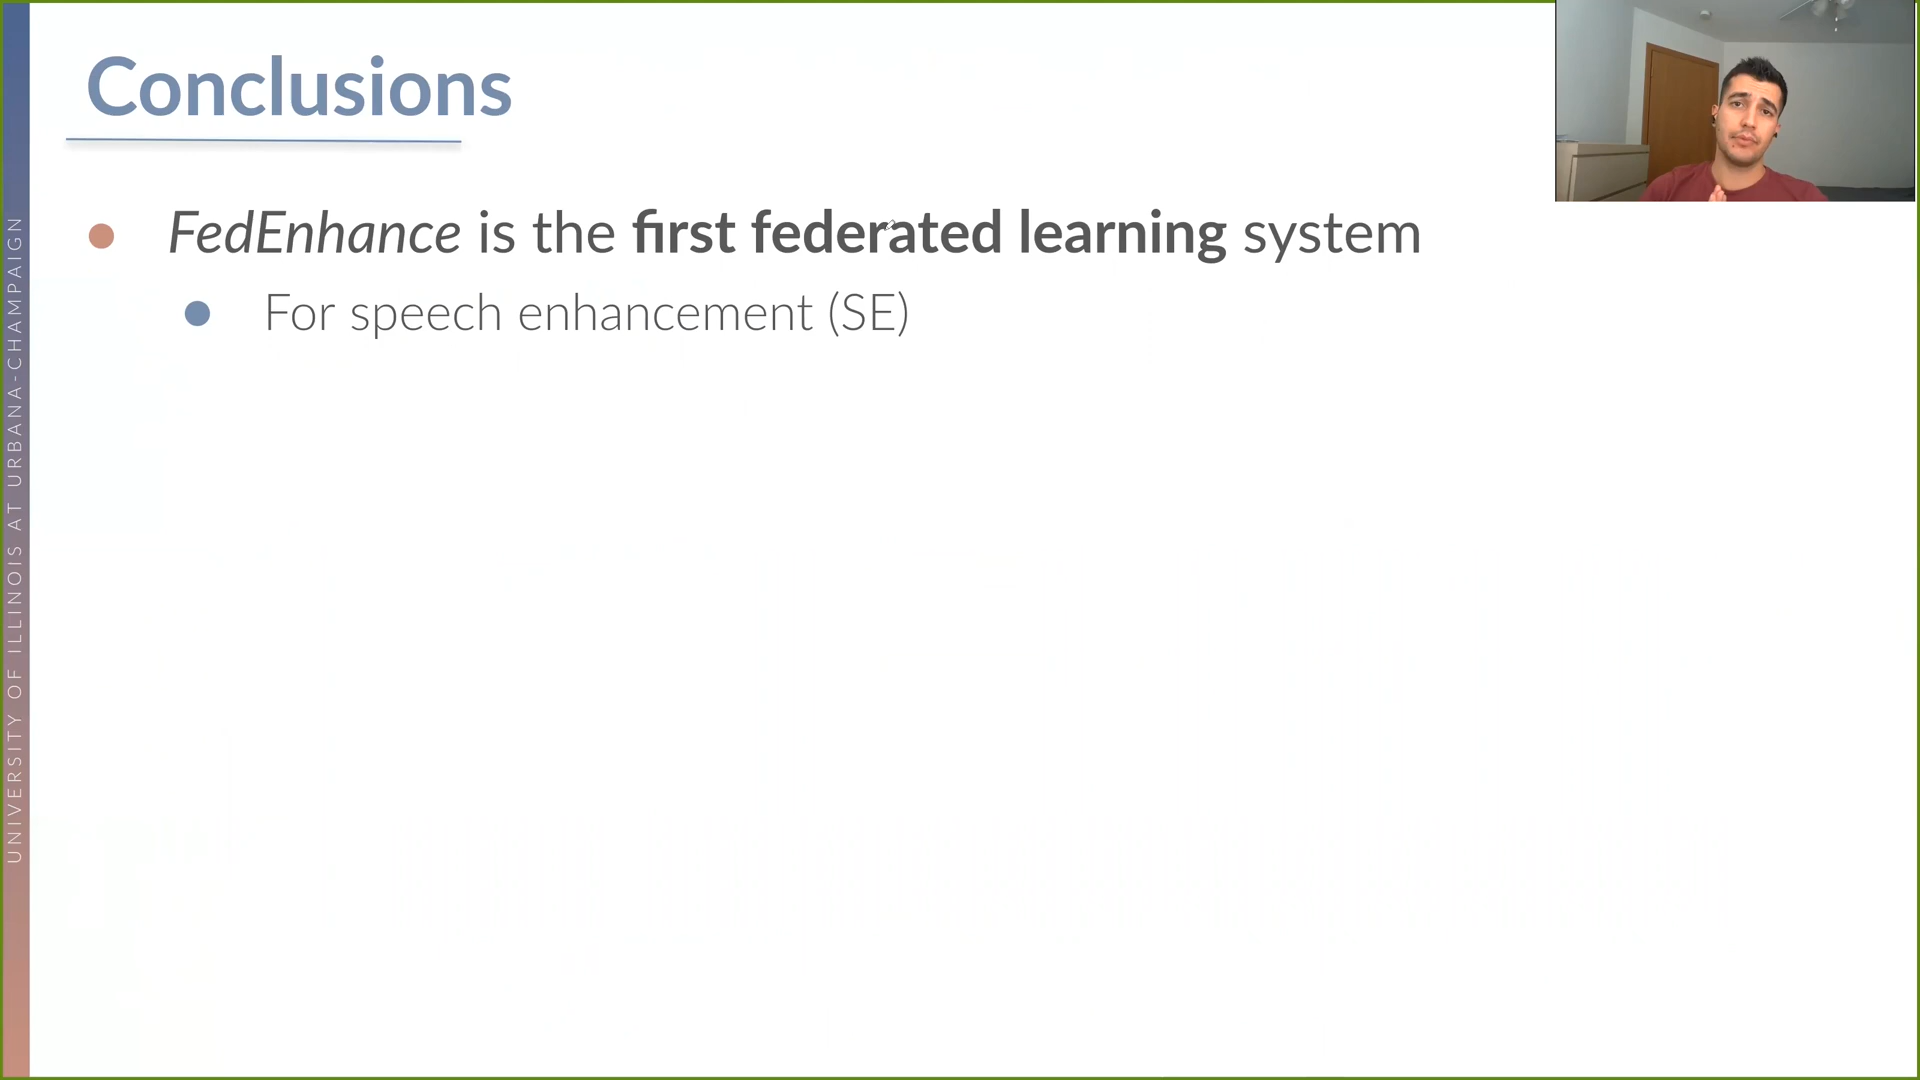 Conclusions
FedEnhance is the first federated learning system
For speech enhancement (SE)
UNIVERSITY OF ILLINOIS AT URBANA-CHAMPAIGN